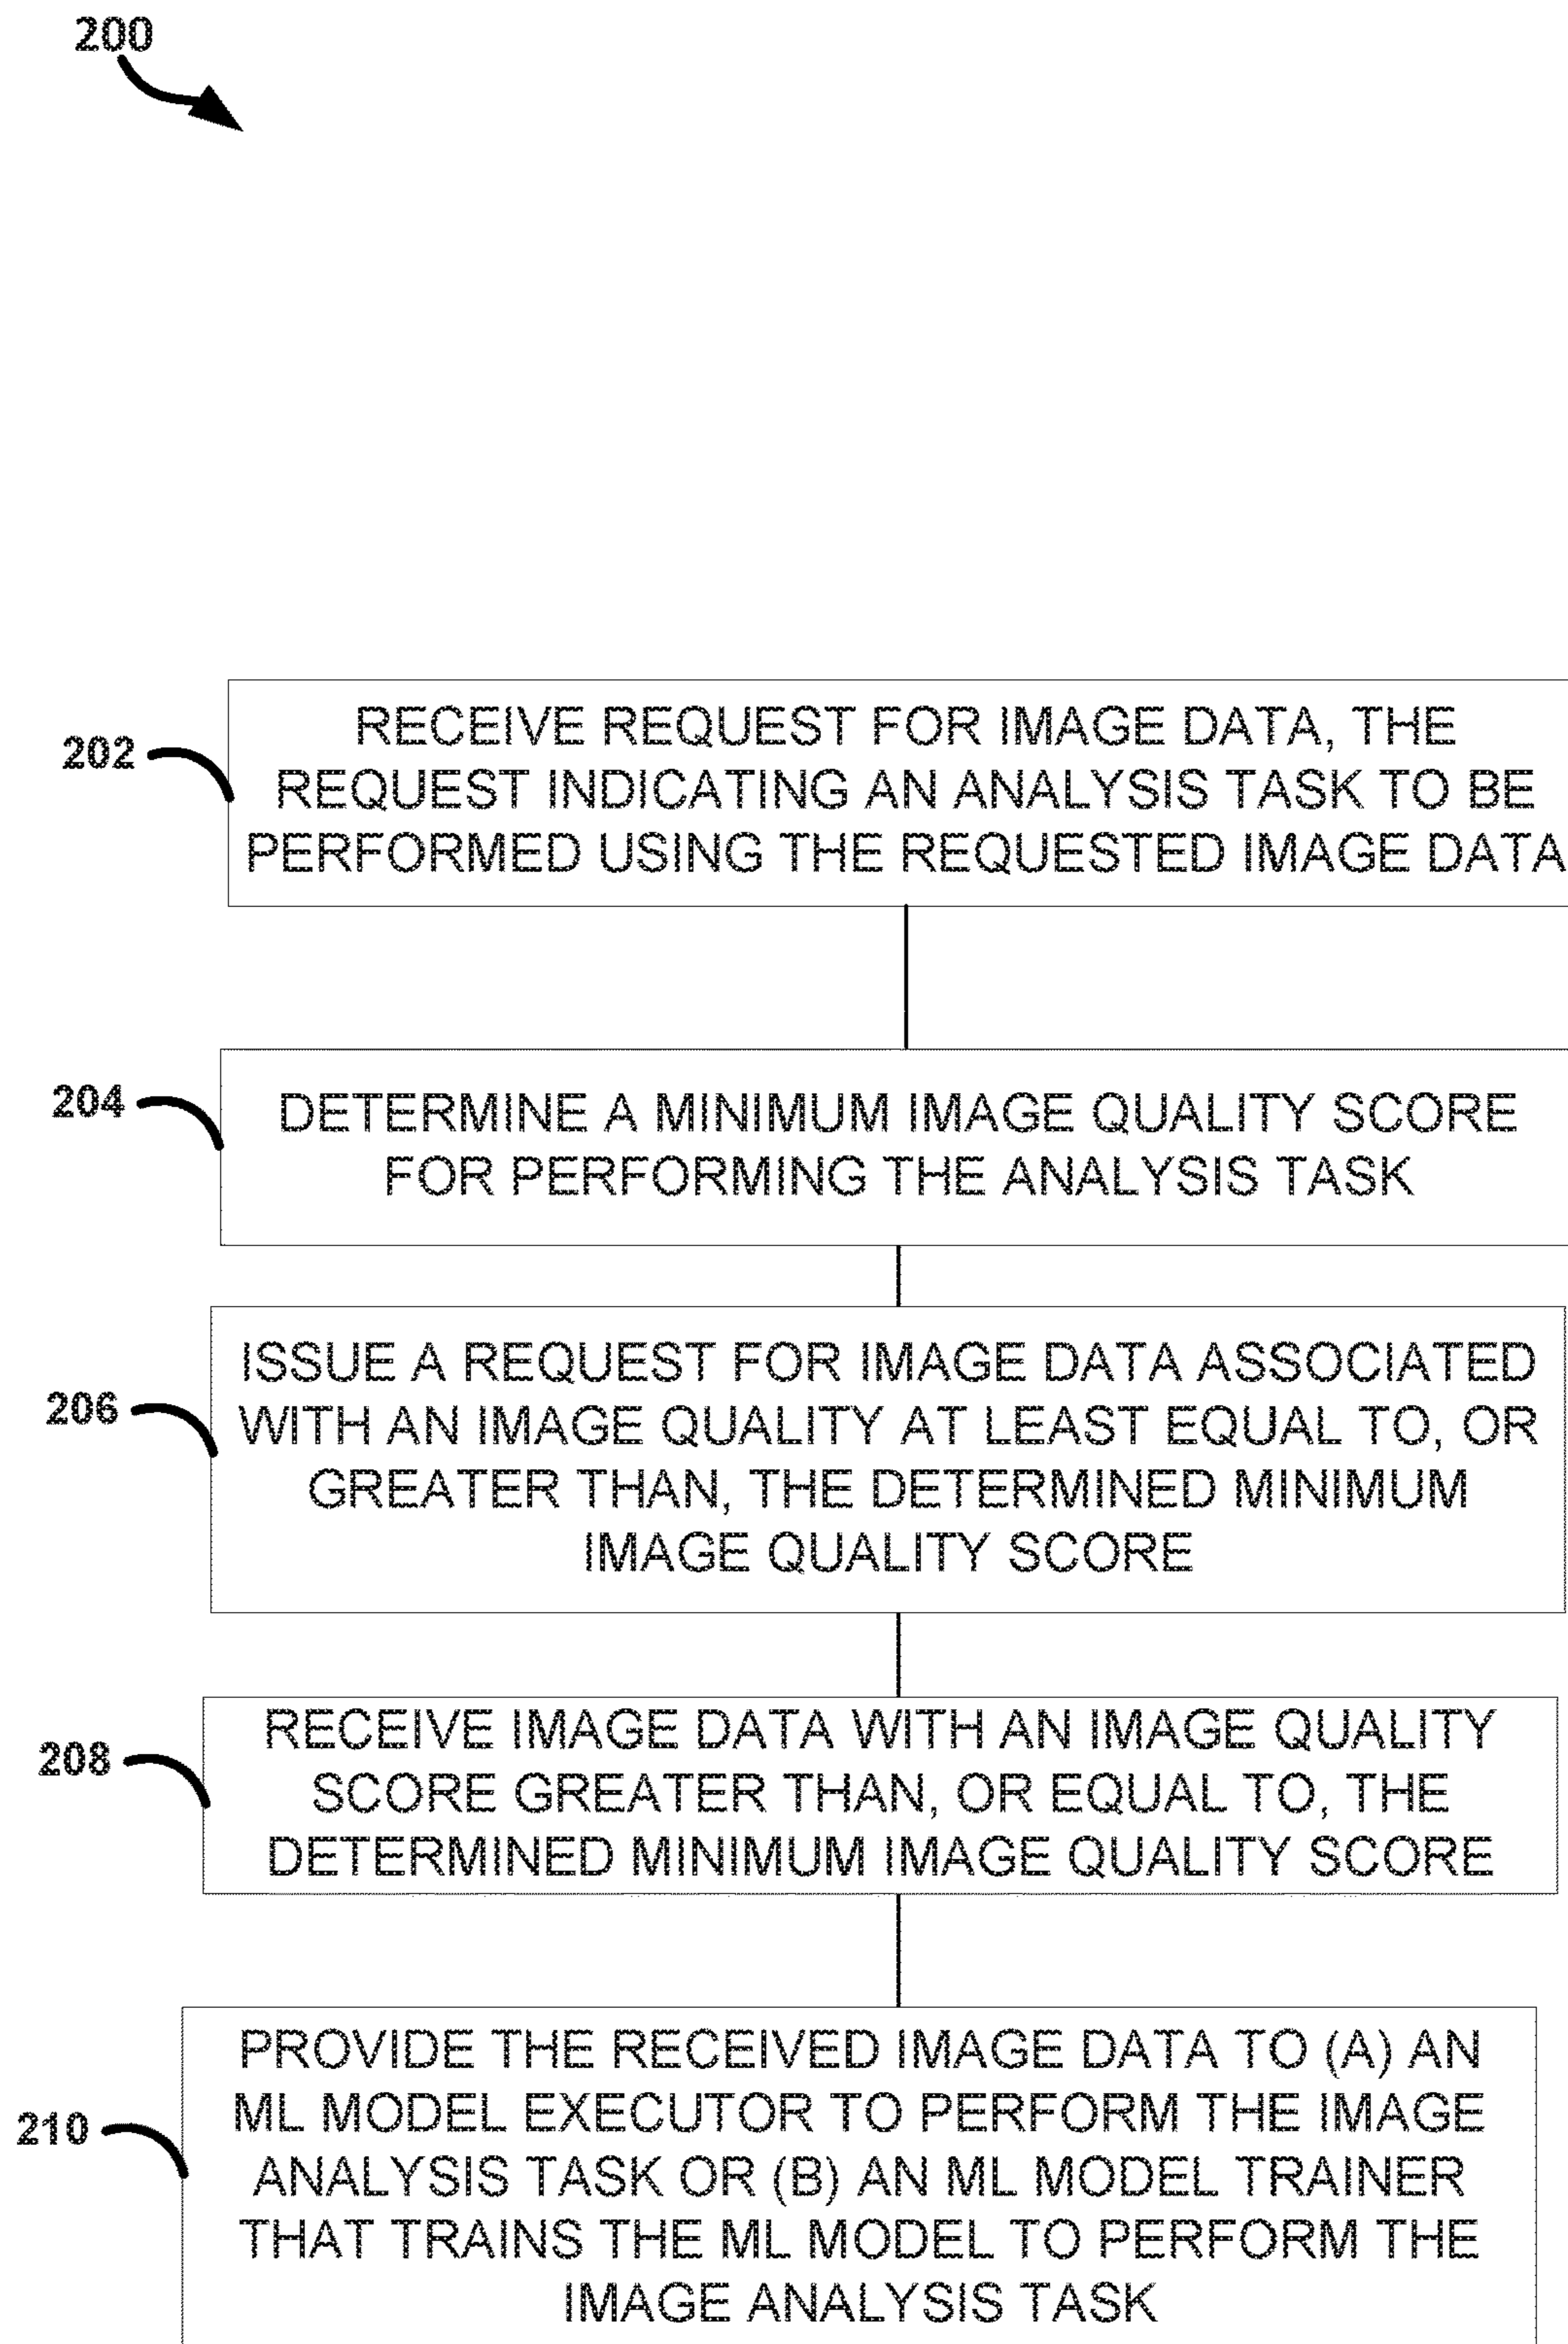 200
202
RECEIVE REQUEST FOR IMAGE DATA, THE
REQUEST INDICATING AN ANALYSIS TASK TO BE
PERFORMED USING THE REQUESTED IMAGE DATA
204
DETERMINE A MINIMUM IMAGE QUALITY SCORE
FOR PERFORMING THE ANALYSIS TASK
206
ISSUE A REQUEST FOR IMAGE DATA ASSOCIATED
WITH AN IMAGE QUALITY AT LEAST EQUAL TO, OR
GREATER THAN, THE DETERMINED MINIMUM
IMAGE QUALITY SCORE
208
RECEIVE IMAGE DATA WITH AN IMAGE QUALITY
SCORE GREATER THAN, OR EQUAL TO, THE
DETERMINED MINIMUM IMAGE QUALITY SCORE
210
PROVIDE THE RECEIVED IMAGE DATA TO (A) AN
ML MODEL EXECUTOR TO PERFORM THE IMAGE
ANALYSIS TASK OR (B) AN ML MODEL TRAINER
THAT TRAINS THE ML MODEL TO PERFORM THE
IMAGE ANALYSIS TASK